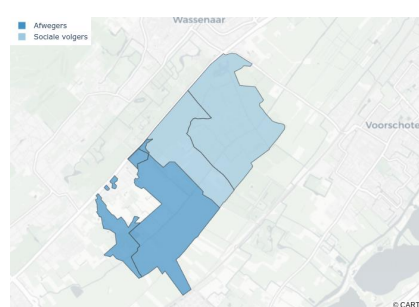 Wassenaar
Afwegers
Sociale volgers
Voorschote
© CART